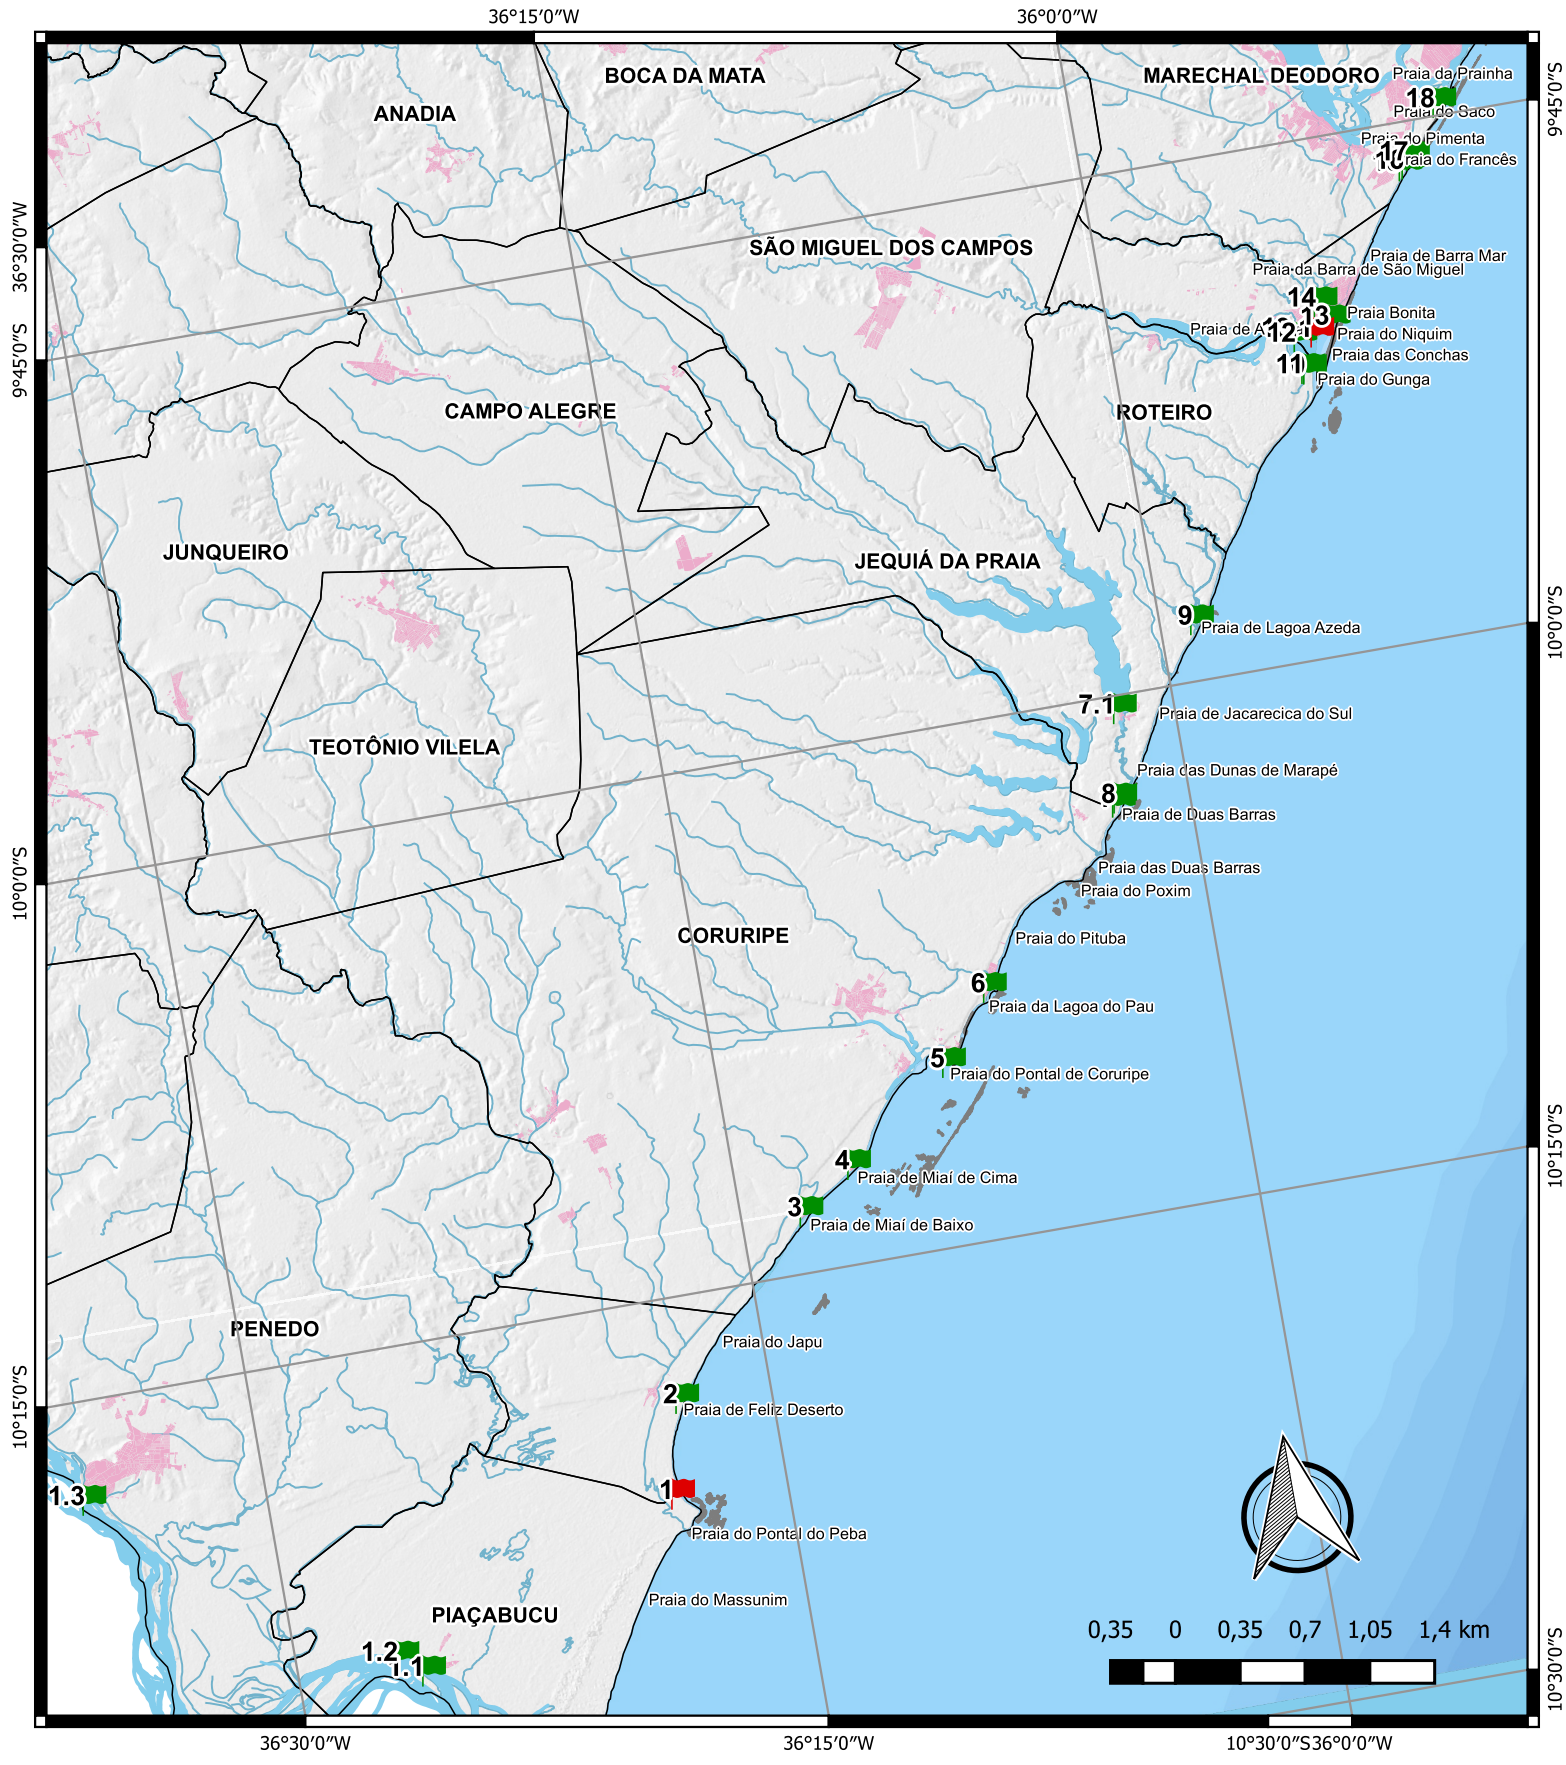 36°15′0″W
36°0′0″W
BOCA DA MATA
MARECHAL DEODORO
Praia da Prainha
ANADIA
18
Praia do Saco
9°45′0″S
Praia do Pimenta
17
Praia do Francês
36°30′0″W
SÃO MIGUEL DOS CAMPOS
Praia de Barra Mar
Praia da Barra de São Miguel
14
13
Praia Bonita
Praia de
12
Praia do Niquim
9°45′0″S
11
Praia das Conchas
Praia do Gunga
CAMPO ALEGRE
ROTEIRO
JUNQUEIRO
JEQUIÁ DA PRAIA
9
Praia de Lagoa Azeda
10°0′0″S
7.1
Praia de Jacarecica do Sul
TEOTÔNIO VILELA
Praia das Dunas de Marapé
8
Praia de Duas Barras
Praia das Duas Barras
10°0′0″S
Praia do Poxim
CORURIPE
Praia do Pituba
6
Praia da Lagoa do Pau
5
Praia do Pontal de Coruripe
10°15′0″S
4
Praia de Miaí de Cima
3
Praia de Miaí de Baixo
PENEDO
Praia do Japu
10°15′0″S
2
Praia de Feliz Deserto
1.3
1
Praia do Pontal do Peba
Praia do Massunim
PIAÇABUCU
1.2
1.1
0,35 0 0,35 0,7 1,05 1,4 km
10°30′0″S
36°30′0″W
36°15′0″W
10°30′0″S
36°0′0″W